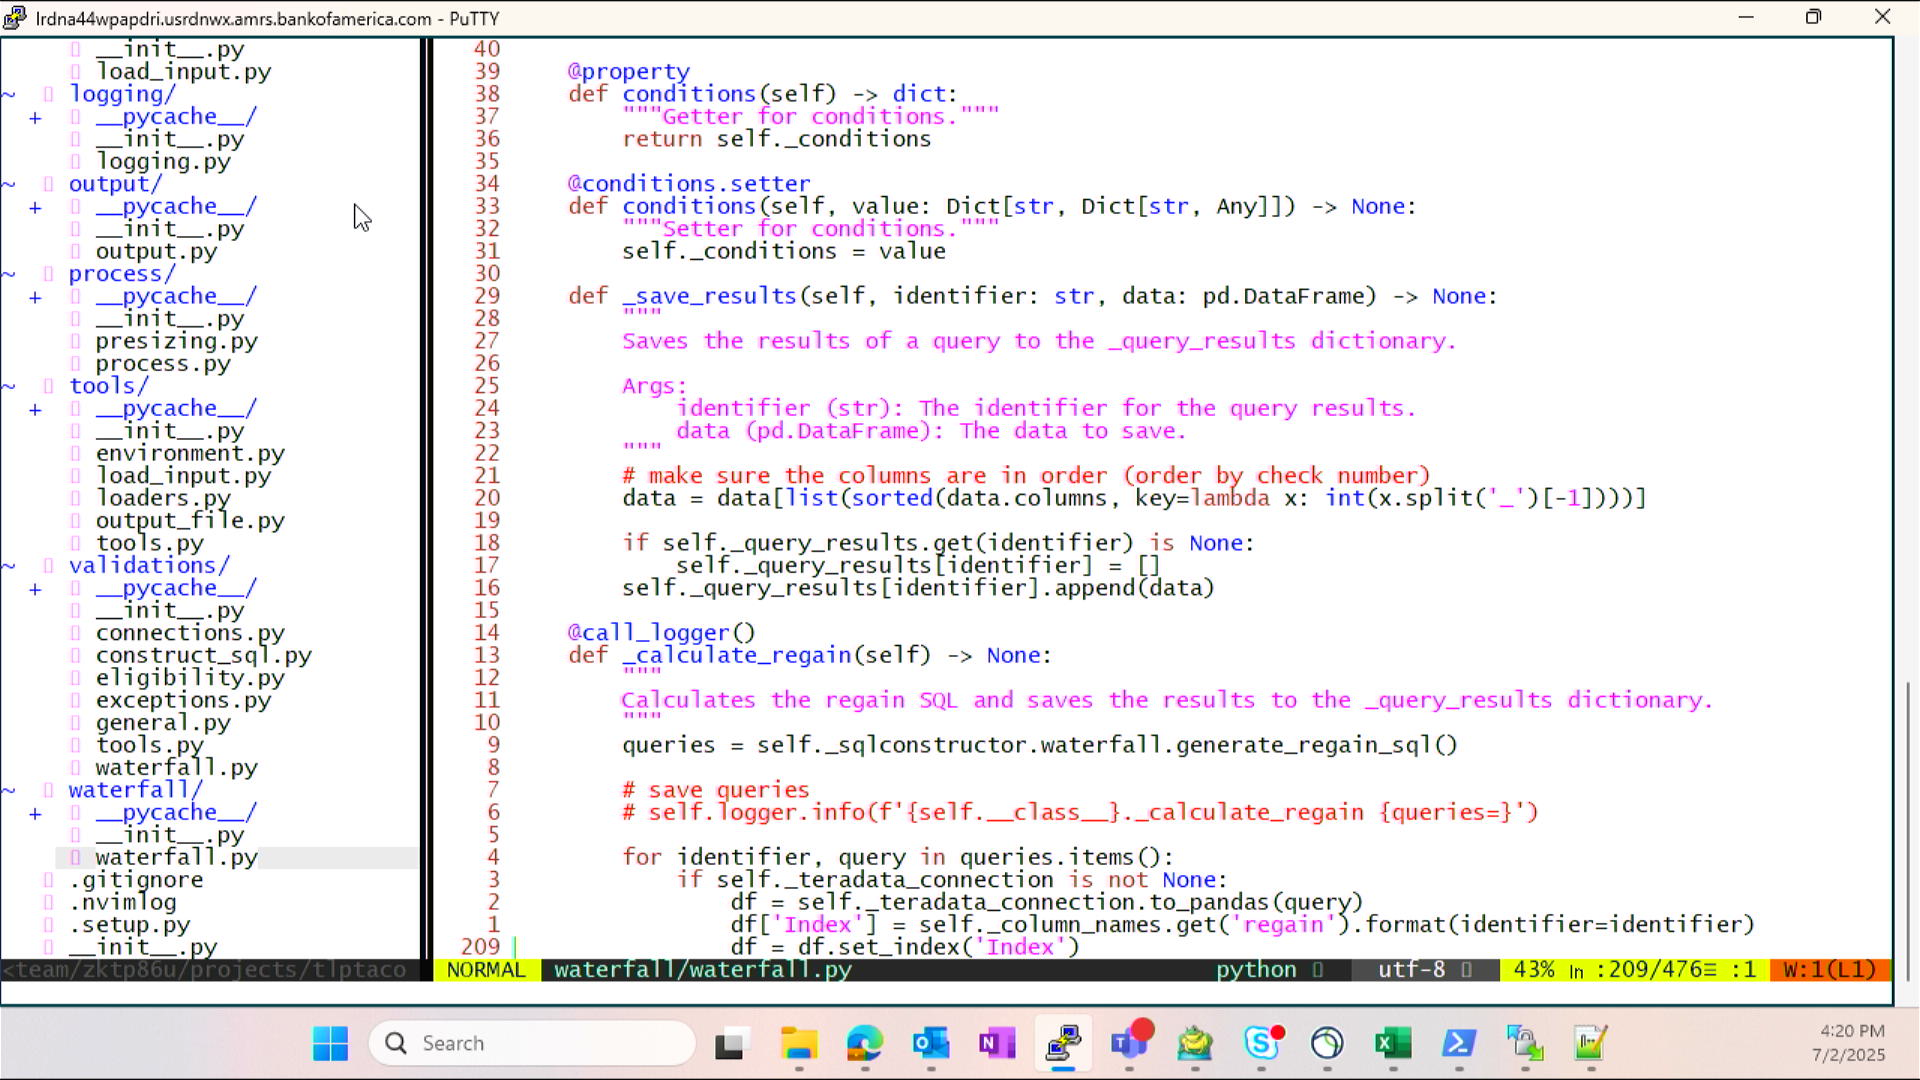 lrdna44wpapdri.usrdnwx.amrs.bankofamerica.com - PuTTY
__init__.py
load_input.py
~ logging/
+ __pycache__/
__init__.py
logging.py
~ output/
+ __pycache__/
__init__.py
output.py
~ process/
+ __pycache__/
__init__.py
presizing.py
process.py
~ tools/
+ __pycache__/
__init__.py
environment.py
load_input.py
loaders.py
output_file.py
tools.py
~ validations/
+ __pycache__/
__init__.py
connections.py
construct_sql.py
eligibility.py
exceptions.py
general.py
tools.py
waterfall.py
~ waterfall/
+ __pycache__/
__init__.py
waterfall.py
.gitignore
.nvimlog
.setup.py
__init__.py
<team/zktp86u/projects/tlptaco
40
39 @property
38 def conditions(self) -> dict:
37 """Getter for conditions."""
36 return self._conditions
35
34 @conditions.setter
33 def conditions(self, value: Dict[str, Dict[str, Any]]) -> None:
32 """Setter for conditions."""
31 self._conditions = value
30
29 def _save_results(self, identifier: str, data: pd.DataFrame) -> None:
28 """
27 Saves the results of a query to the _query_results dictionary.
26
25 Args:
24 identifier (str): The identifier for the query results.
23 data (pd.DataFrame): The data to save.
22 """
21 # make sure the columns are in order (order by check number)
20 data = data[list(sorted(data.columns, key=lambda x: int(x.split('_')[-1])))]
19
18 if self._query_results.get(identifier) is None:
17 self._query_results[identifier] = []
16 self._query_results[identifier].append(data)
15
14 @call_logger()
13 def _calculate_regain(self) -> None:
12 """
11 Calculates the regain SQL and saves the results to the _query_results dictionary.
10 """
9 queries = self._sqlconstructor.waterfall.generate_regain_sql()
8
7 # save queries
6 # self.logger.info(f'{self.__class__}._calculate_regain {queries=}')
5
4 for identifier, query in queries.items():
3 if self._teradata_connection is not None:
2 df = self._teradata_connection.to_pandas(query)
1 df['Index'] = self._column_names.get('regain').format(identifier=identifier)
209 df = df.set_index('Index')
NORMAL waterfall/waterfall.py python utf-8 43% ln :209/476≡ :1 W:1(L1)
Search
4:20 PM
7/2/2025